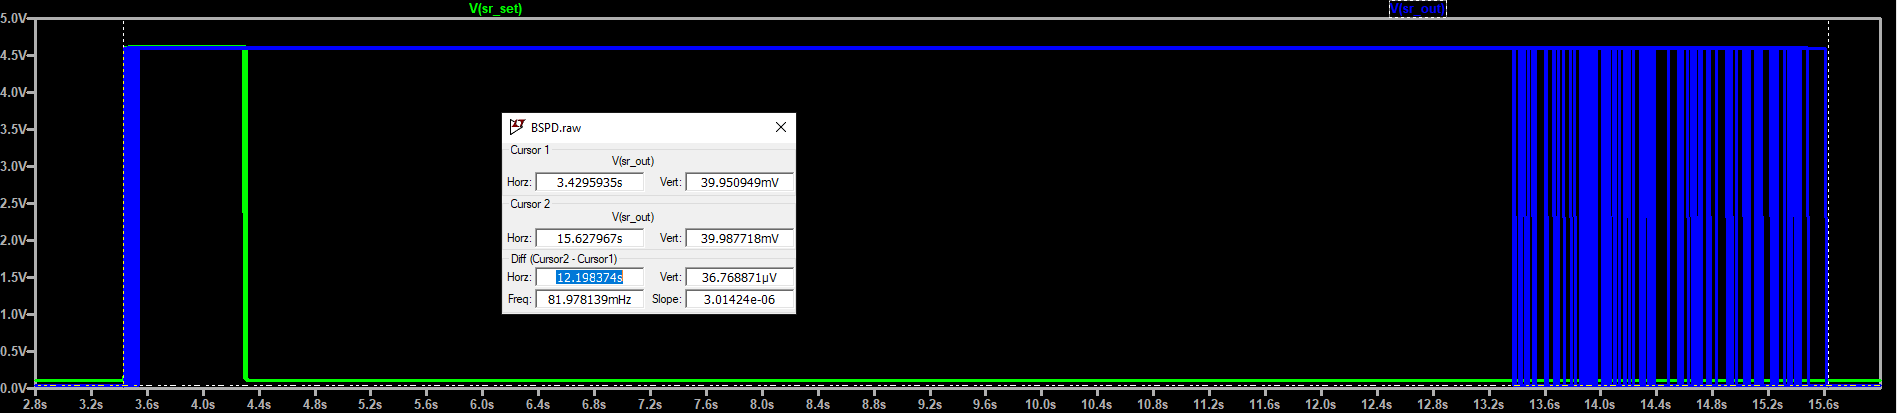 V(sr_set) V(sr_out)
5.0V
4.5V
4.0V
3.5V
3.0V
2.5V
2.0V
1.5V
1.0V
0.5V
0.0V
BSPD.raw
Cursor 1
V(sr_out)
Horz: 3.4295935s Vert: 39.950949mV
Cursor 2
V(sr_out)
Horz: 15.627967s Vert: 39.987718mV
Diff (Cursor2 - Cursor1)
Horz: 12.198374s Vert: 36.768871µV
Freq: 81.978139mHz Slope: 3.01424e-06
2.8s 3.2s 3.6s 4.0s 4.4s 4.8s 5.2s 5.6s 6.0s 6.4s 6.8s 7.2s 7.6s 8.0s 8.4s 8.8s 9.2s 9.6s 10.0s 10.4s 10.8s 11.2s 11.6s 12.0s 12.4s 12.8s 13.2s 13.6s 14.0s 14.4s 14.8s 15.2s 15.6s